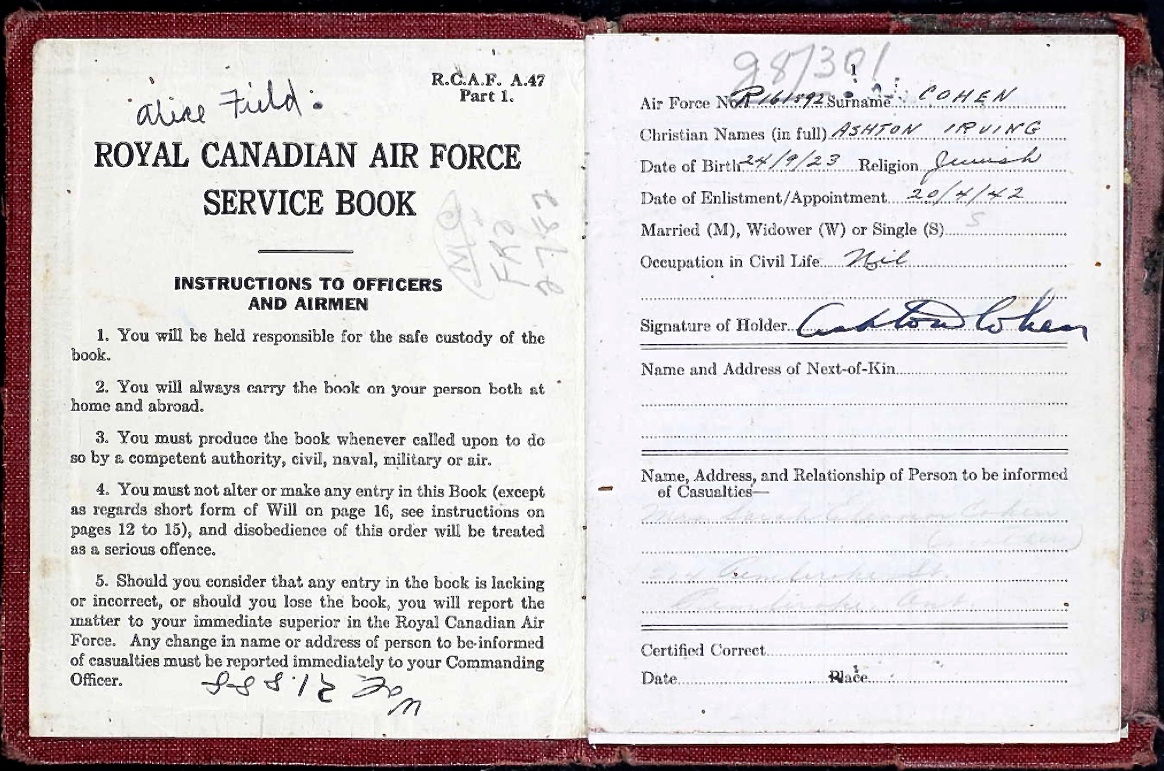 R.C.A.F. A.47
Part 1.
Alice Field.
ROYAL CANADIAN AIR FORCE
SERVICE BOOK
INSTRUCTIONS TO OFFICERS
AND AIRMEN
1. You will be held responsible for the safe custody of the
book.
2. You will always carry the book on your person both at
home and abroad.
3. You must produce the book whenever called upon to do
so by a competent authority, civil, naval, military or air.
4. You must not alter or make any entry in this Book (except
as regards short form of Will on page 16, see instructions on
pages 12 to 15), and disobedience of this order will be treated
as a serious offence.
5. Should you consider that any entry in the book is lacking
or incorrect, or should you lose the book, you will report the
matter to your immediate superior in the Royal Canadian Air
Force. Any change in name or address of person to be informed
of casualties must be reported immediately to your Commanding
Officer.
Air Force No. R161592 Surname COHEN
Christian Names (in full) ASHTON IRVING
Date of Birth 24/9/23 Religion Jewish
Date of Enlistment/Appointment 20/4/42
Married (M), Widower (W) or Single (S) S
Occupation in Civil Life Nil
Signature of Holder Ashton Cohen
Name and Address of Next-of-Kin
Name, Address, and Relationship of Person to be informed
of Casualties—
Cohen
Pembroke St.
Pembroke, Ont.
Certified Correct
Date Place